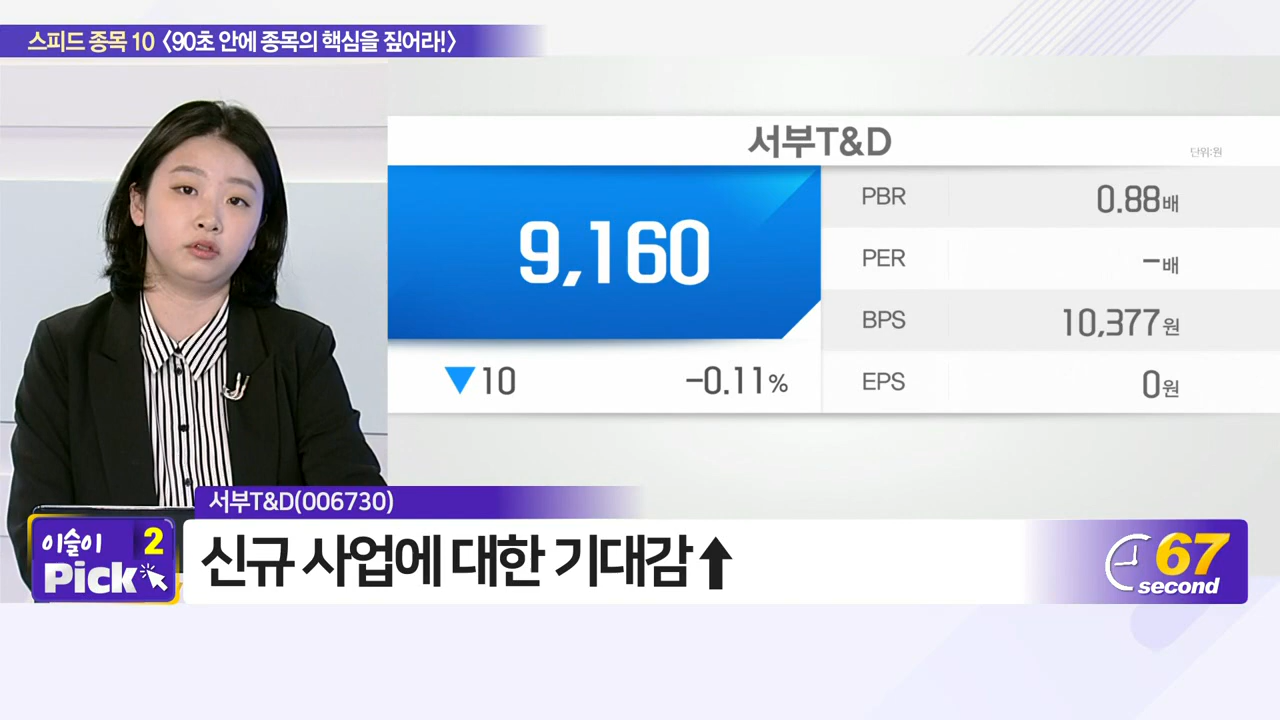 스피드 종목 10 <90초 안에 종목의 핵심을 짚어라!>
서부T&D
단위:원
9,160
▼10 -0.11%
PBR 0.88배
PER -배
BPS 10,377원
EPS 0원
서부T&D(006730)
이슬이 2
Pick
신규 사업에 대한 기대감⬆
67
second